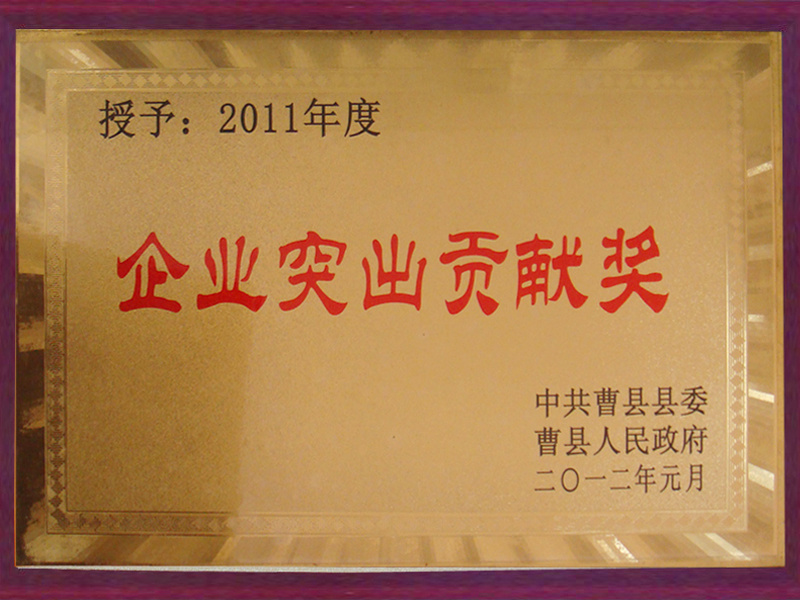 授予：2011年度
企业突出贡献奖
中共曹县县委
曹县人民政府
二〇一二年元月